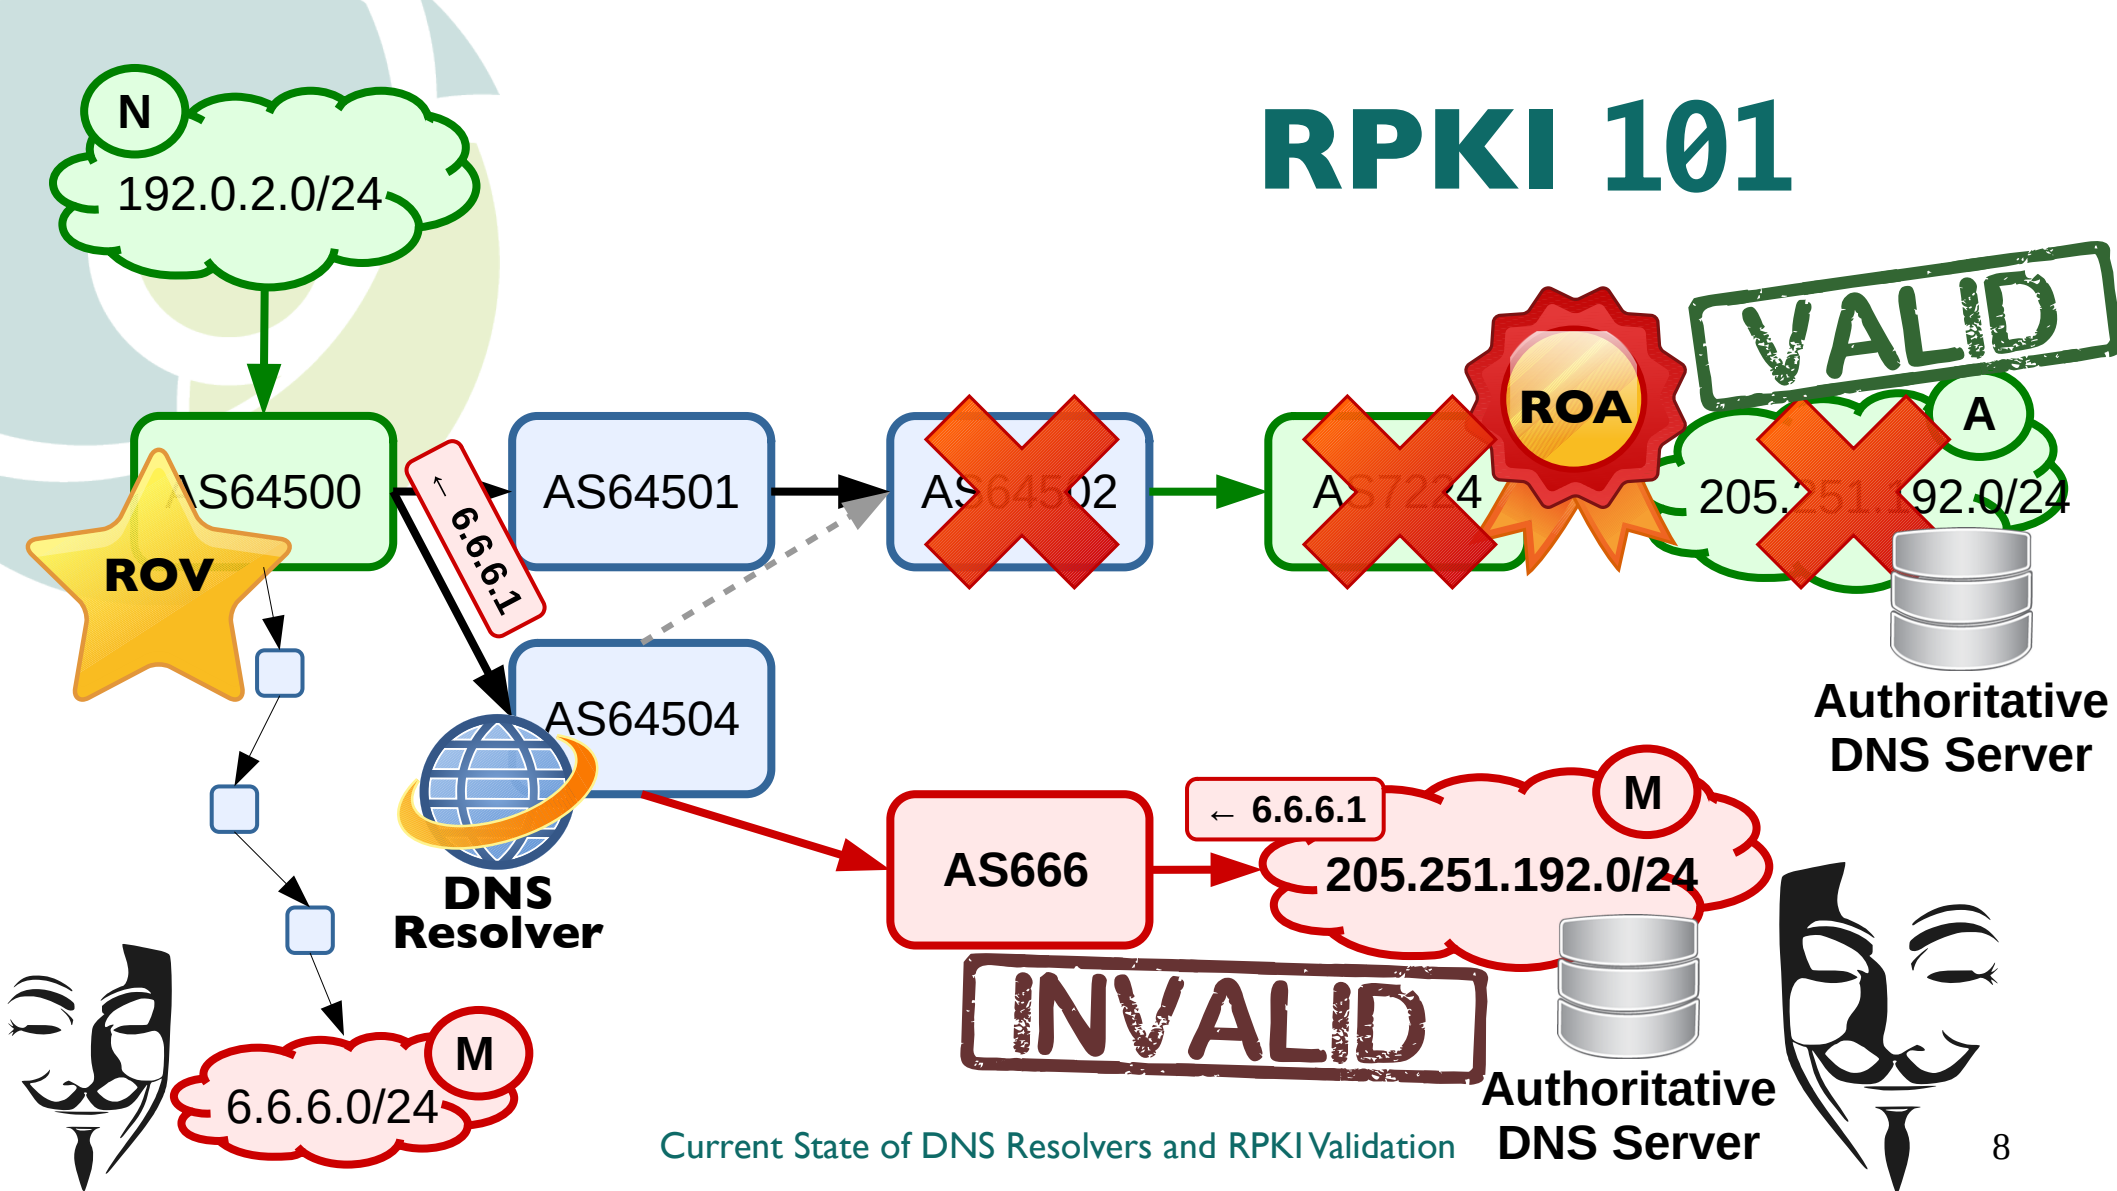 RPKI 101
N
192.0.2.0/24
VALID
ROA
A
AS64500
← 6.6.6.1
AS64501
AS64502
AS7224
205.251.192.0/24
ROV
Authoritative
DNS Server
AS64504
DNS
Resolver
← 6.6.6.1
M
AS666
205.251.192.0/24
INVALID
M
6.6.6.0/24
Authoritative
DNS Server
Current State of DNS Resolvers and RPKI Validation
8